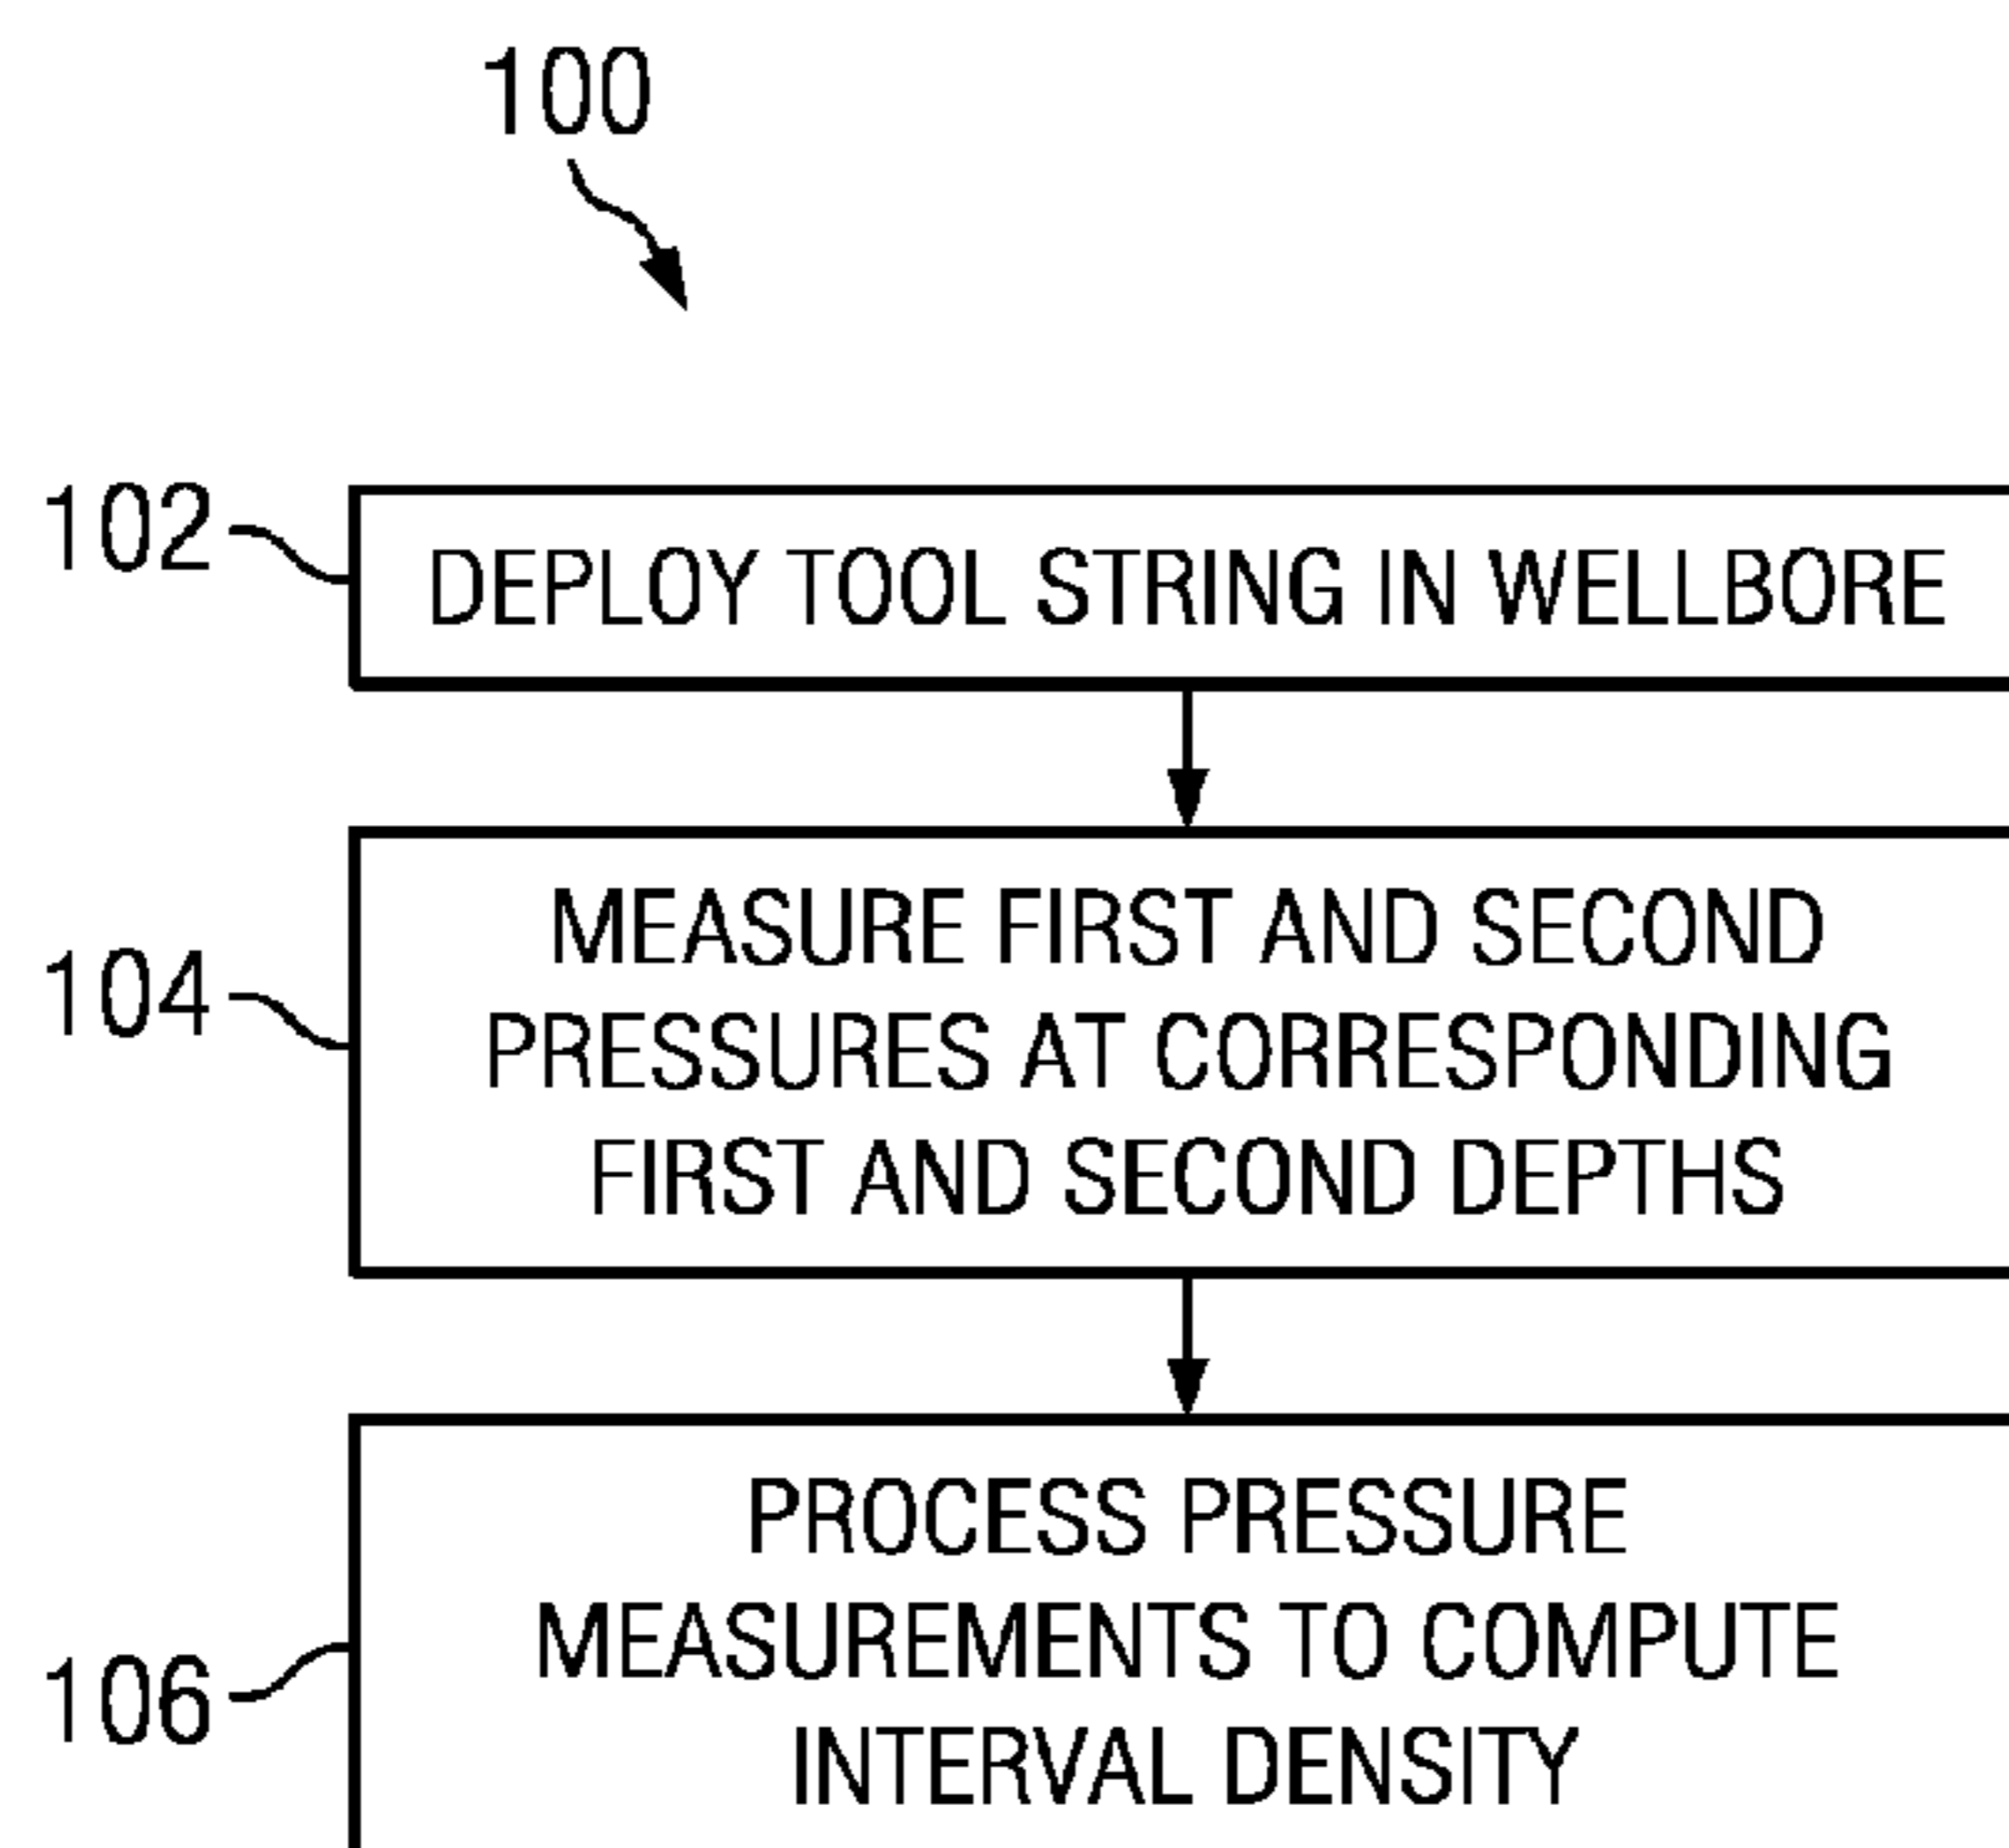 100
102
DEPLOY TOOL STRING IN WELLBORE
104
MEASURE FIRST AND SECOND
PRESSURES AT CORRESPONDING
FIRST AND SECOND DEPTHS
106
PROCESS PRESSURE
MEASUREMENTS TO COMPUTE
INTERVAL DENSITY